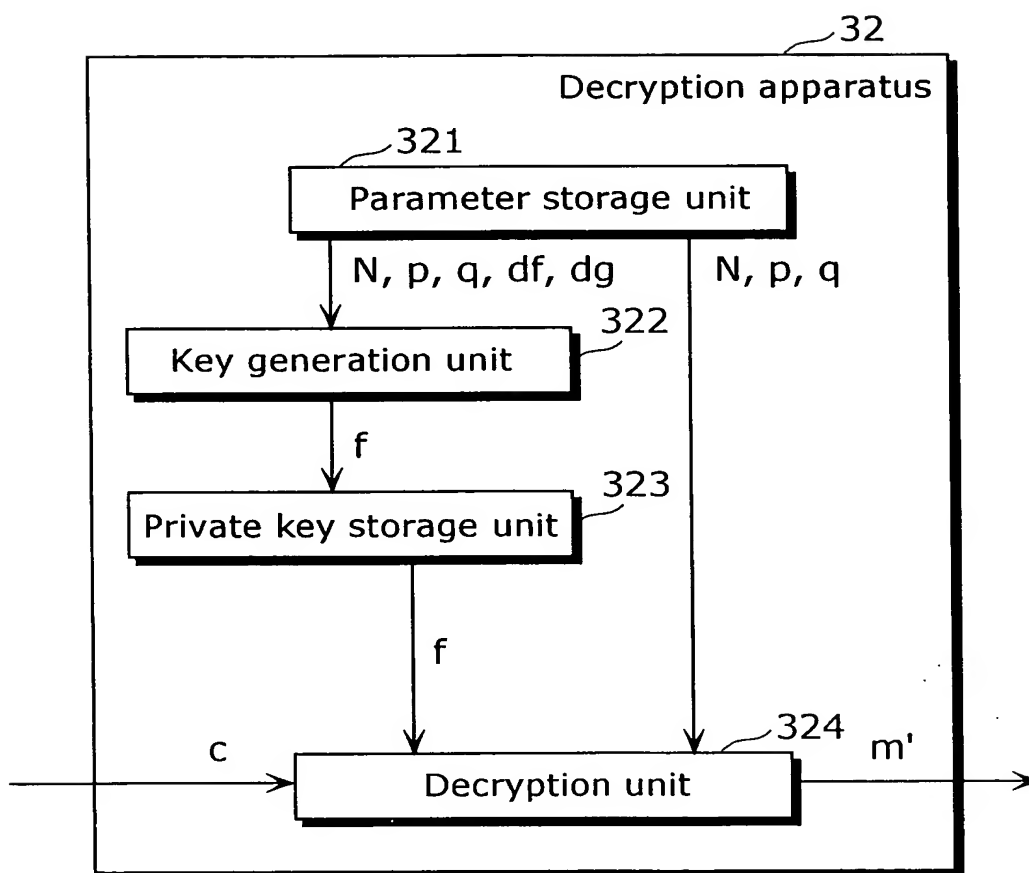 32
Decryption apparatus
321
Parameter storage unit
N, p, q, df, dg
N, p, q
322
Key generation unit
f
323
Private key storage unit
f
324
c
m'
Decryption unit